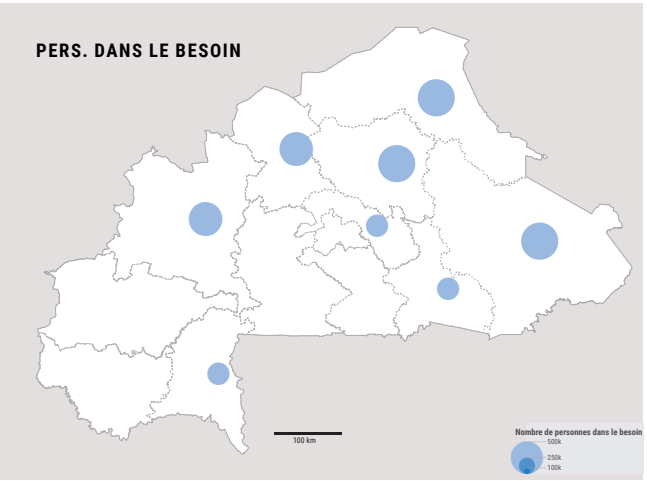 PERS. DANS LE BESOIN
100 km
Nombre de personnes dans le besoin
500k
250k
100k